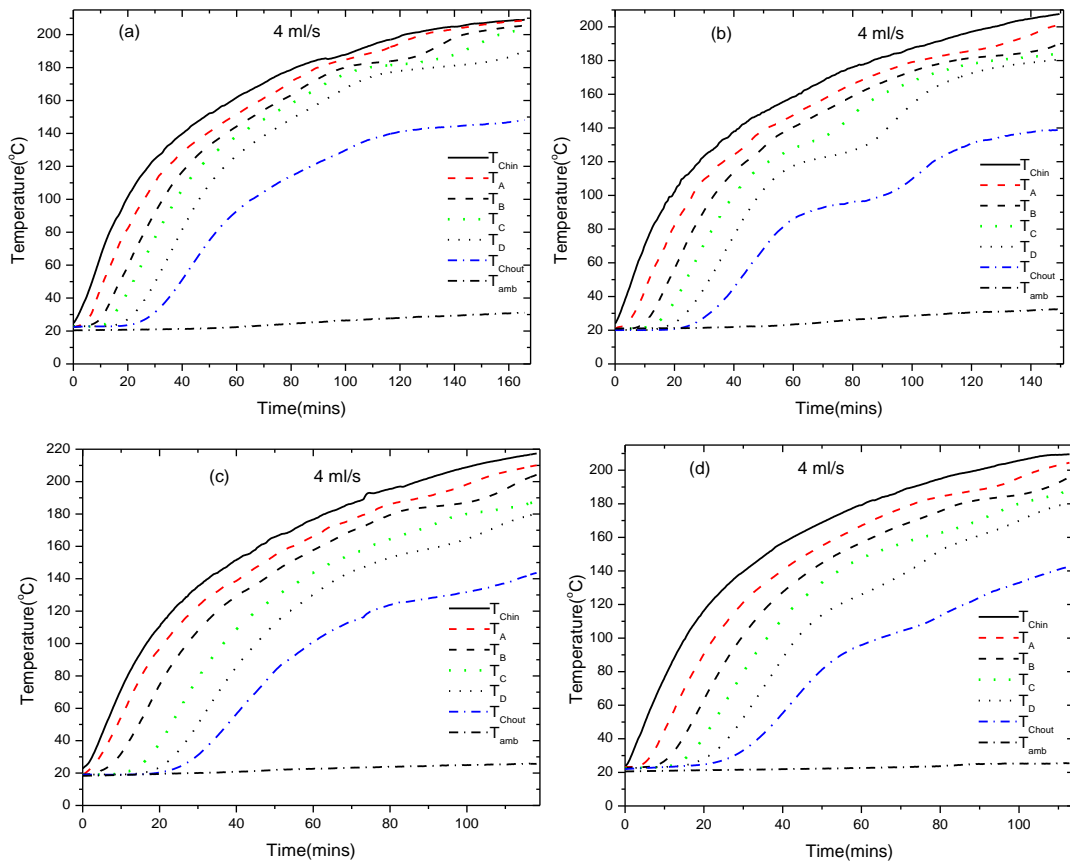 (a) 4 ml/s
200
180
160
140
120
100
80
60
40
20
0
Temperature(°C)
T_Chin
T_A
T_B
T_C
T_D
T_Chout
T_amb
0 20 40 60 80 100 120 140 160
Time(mins)
(b) 4 ml/s
200
180
160
140
120
100
80
60
40
20
0
Temperature(°C)
T_Chin
T_A
T_B
T_C
T_D
T_Chout
T_amb
0 20 40 60 80 100 120 140
Time(mins)
(c) 4 ml/s
220
200
180
160
140
120
100
80
60
40
20
0
Temperature(°C)
T_Chin
T_A
T_B
T_C
T_D
T_Chout
T_amb
0 20 40 60 80 100
Time(mins)
(d) 4 ml/s
200
180
160
140
120
100
80
60
40
20
0
Temperature(°C)
T_Chin
T_A
T_B
T_C
T_D
T_Chout
T_amb
0 20 40 60 80 100
Time(mins)